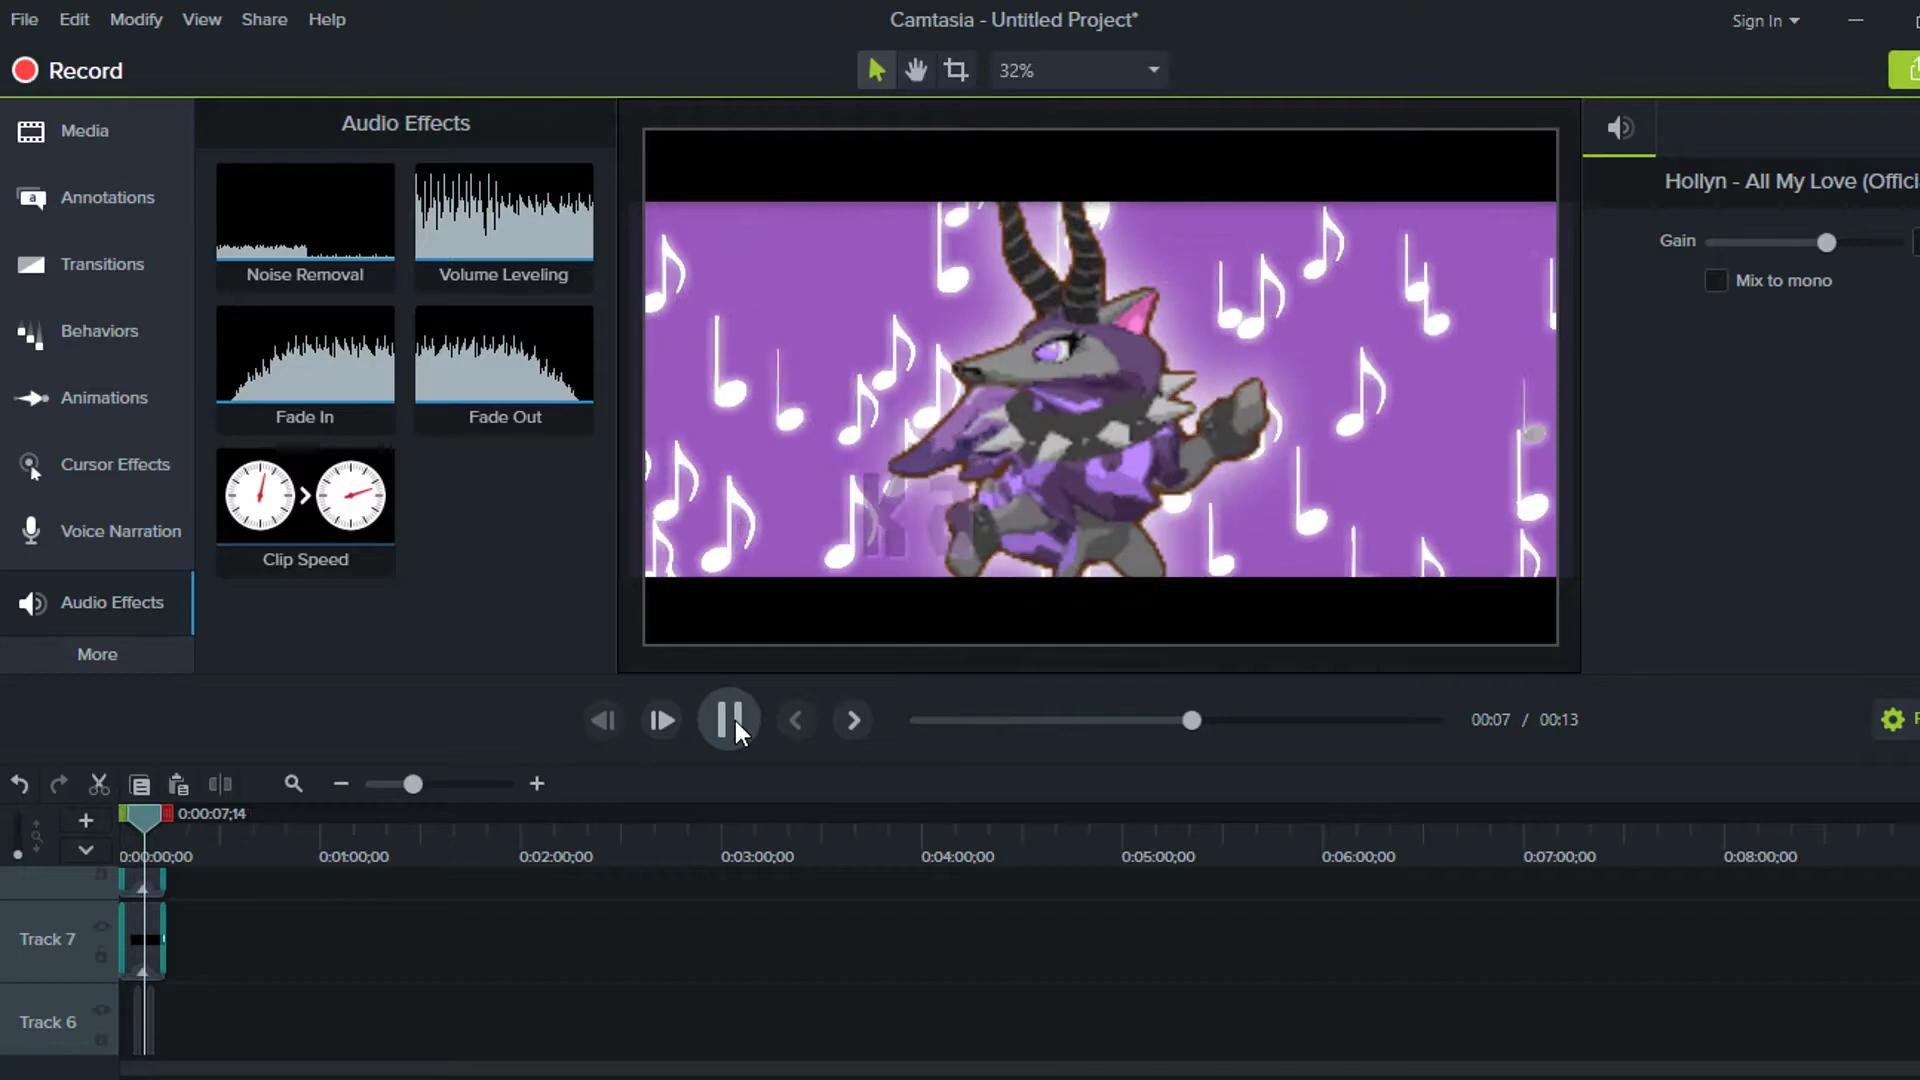 File Edit Modify View Share Help
Camtasia - Untitled Project*
Sign In
Record
32%
Media
Annotations
Transitions
Behaviors
Animations
Cursor Effects
Voice Narration
Audio Effects
More
Audio Effects
Noise Removal
Volume Leveling
Fade In
Fade Out
Clip Speed
Hollyn - All My Love (Offici
Gain
Mix to mono
00:07 / 00:13
0:00:07;14
0:00:00;00 0:01:00;00 0:02:00;00 0:03:00;00 0:04:00;00 0:05:00;00 0:06:00;00 0:07:00;00 0:08:00;00
Track 7
Track 6